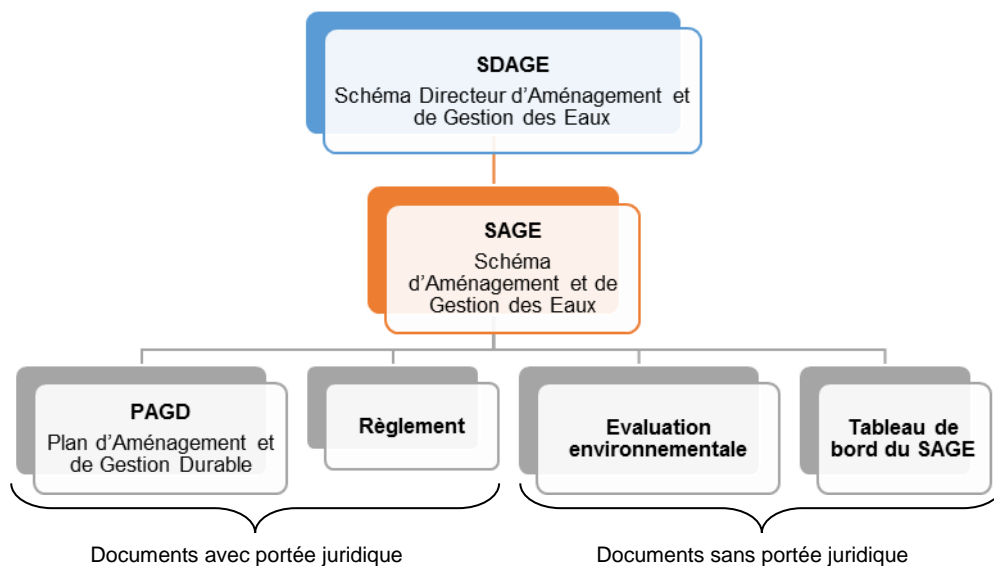 SDAGE
Schéma Directeur d'Aménagement et
de Gestion des Eaux
SAGE
Schéma
d'Aménagement et de
Gestion des Eaux
PAGD
Plan d'Aménagement et
de Gestion Durable
Règlement
Evaluation
environnementale
Tableau de
bord du SAGE
Documents avec portée juridique
Documents sans portée juridique